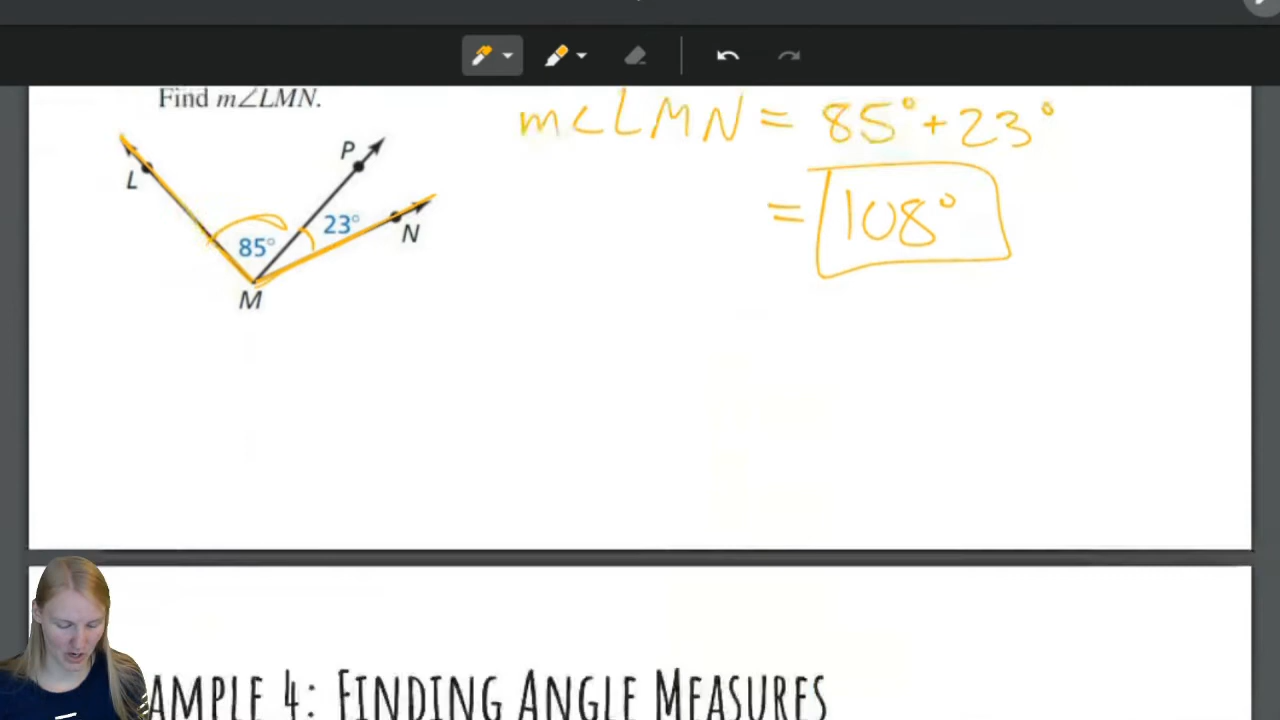 Find m∠LMN.
m∠LMN = 85° + 23°
= 108°
L
P
23°
N
85°
M
AMPLE 4: FINDING ANGLE MEASURES